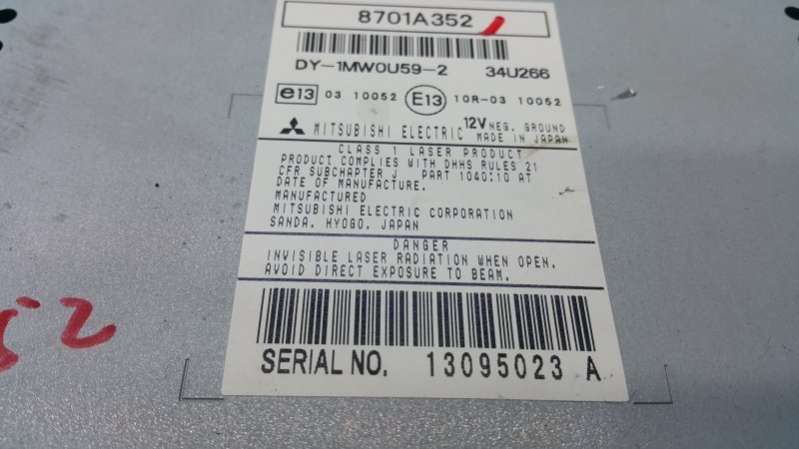 8701A352
DY-1MW0U59-2 34U266
e13 03 10052 E13 10R-03 10052
MITSUBISHI ELECTRIC 12V NEG. GROUND
MADE IN JAPAN
CLASS 1 LASER PRODUCT
PRODUCT COMPLIES WITH DHHS RULES 21
CFR SUBCHAPTER J PART 1040:10 AT
DATE OF MANUFACTURE.
MANUFACTURED
MITSUBISHI ELECTRIC CORPORATION
SANDA, HYOGO, JAPAN
DANGER
INVISIBLE LASER RADIATION WHEN OPEN.
AVOID DIRECT EXPOSURE TO BEAM.
SERIAL NO. 13095023 A
52